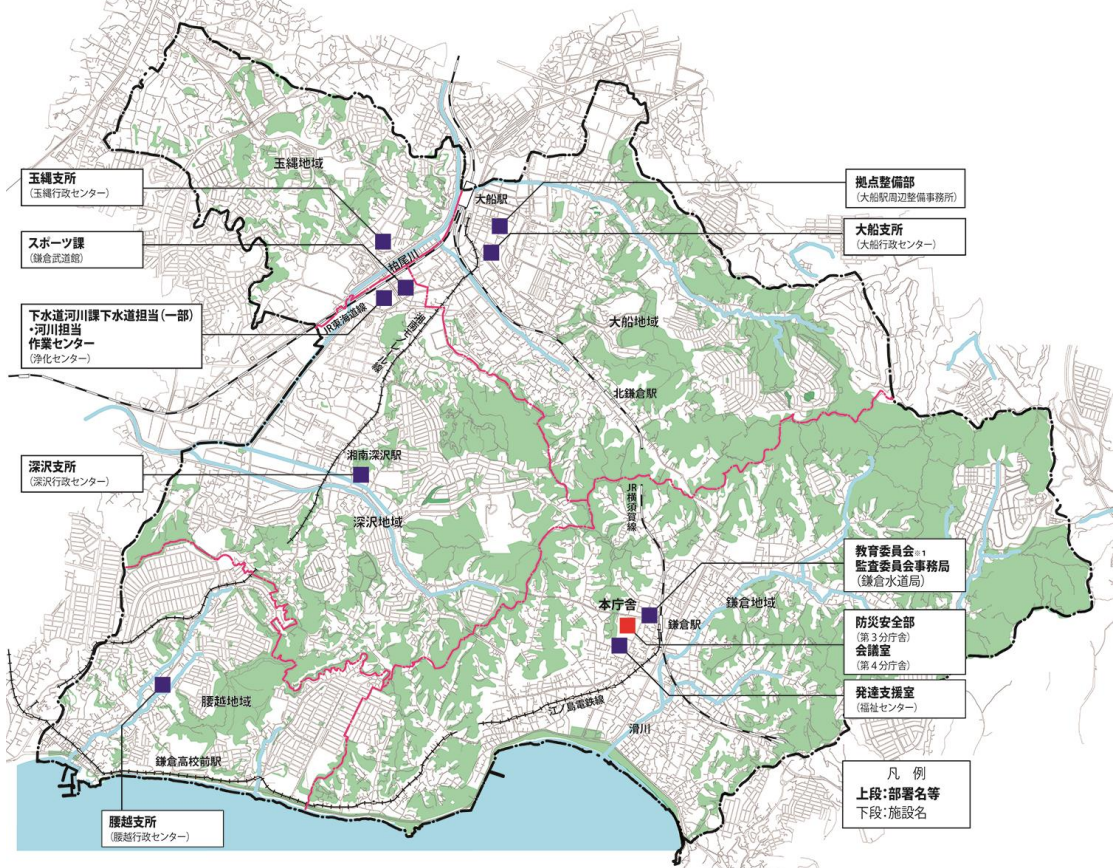 玉縄地域
玉縄支所
(玉縄行政センター)
スポーツ課
(鎌倉武道館)
下水道河川課下水道担当(一部)
・河川担当
作業センター
(浄化センター)
深沢支所
(深沢行政センター)
腰越支所
(腰越行政センター)
大船駅
柏尾川
JR東海道線
湘南モノレール線
大船地域
北鎌倉駅
湘南深沢駅
深沢地域
JR横須賀線
本庁舎
鎌倉駅
鎌倉地域
腰越地域
鎌倉高校前駅
江ノ島電鉄線
滑川
拠点整備部
(大船駅周辺整備事務所)
大船支所
(大船行政センター)
教育委員会※1
監査委員会事務局
(鎌倉水道局)
防災安全部
(第3分庁舎)
会議室
(第4分庁舎)
発達支援室
(福祉センター)
凡 例
上段:部署名等
下段:施設名